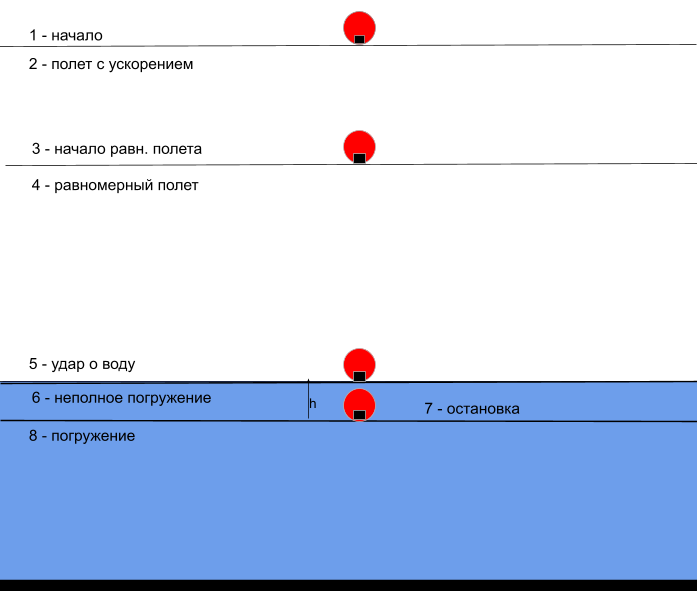 1 - начало
2 - полет с ускорением
3 - начало равн. полета
4 - равномерный полет
5 - удар о воду
6 - неполное погружение
h
7 - остановка
8 - погружение